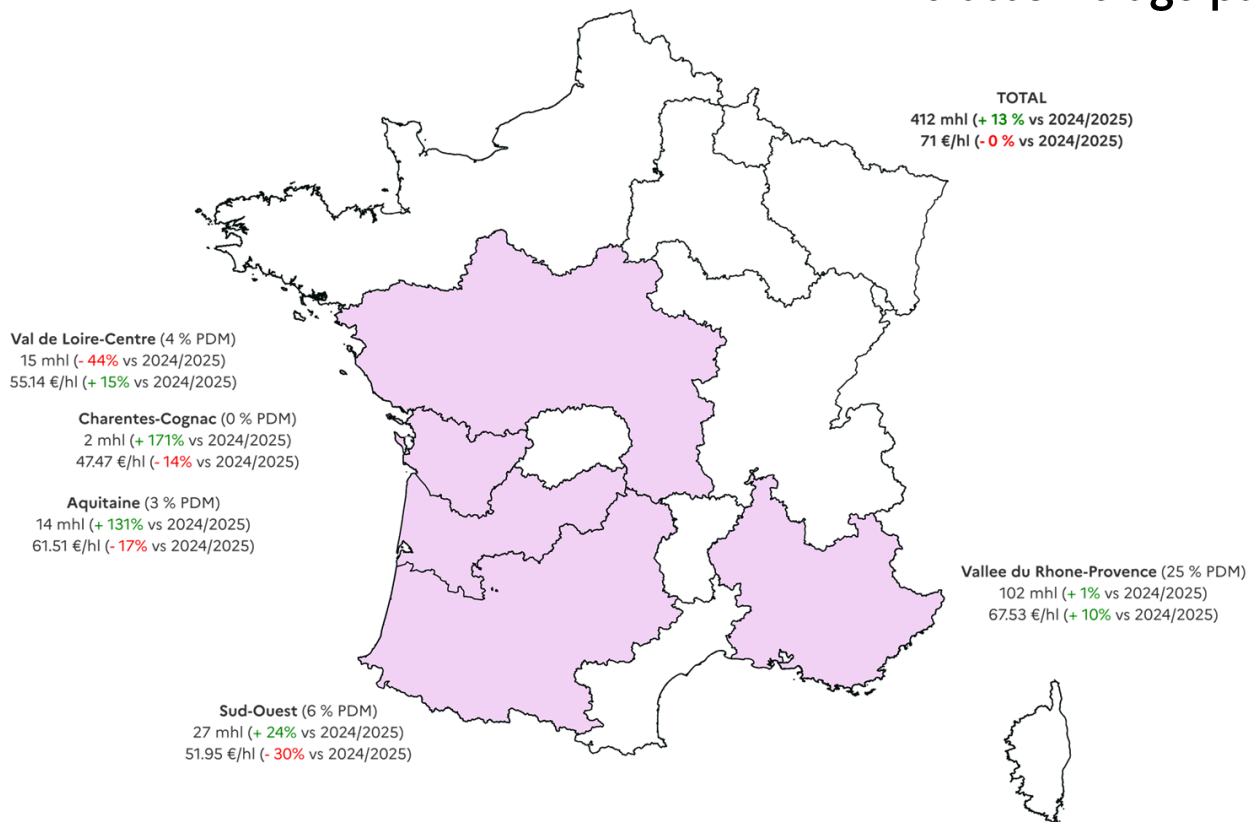 TOTAL
412 mhl (+ 13 % vs 2024/2025)
71 €/hl (- 0 % vs 2024/2025)
Val de Loire-Centre (4 % PDM)
15 mhl (- 44% vs 2024/2025)
55.14 €/hl (+ 15% vs 2024/2025)
Charentes-Cognac (0 % PDM)
2 mhl (+ 171% vs 2024/2025)
47.47 €/hl (- 14% vs 2024/2025)
Aquitaine (3 % PDM)
14 mhl (+ 131% vs 2024/2025)
61.51 €/hl (- 17% vs 2024/2025)
Vallee du Rhone-Provence (25 % PDM)
102 mhl (+ 1% vs 2024/2025)
67.53 €/hl (+ 10% vs 2024/2025)
Sud-Ouest (6 % PDM)
27 mhl (+ 24% vs 2024/2025)
51.95 €/hl (- 30% vs 2024/2025)